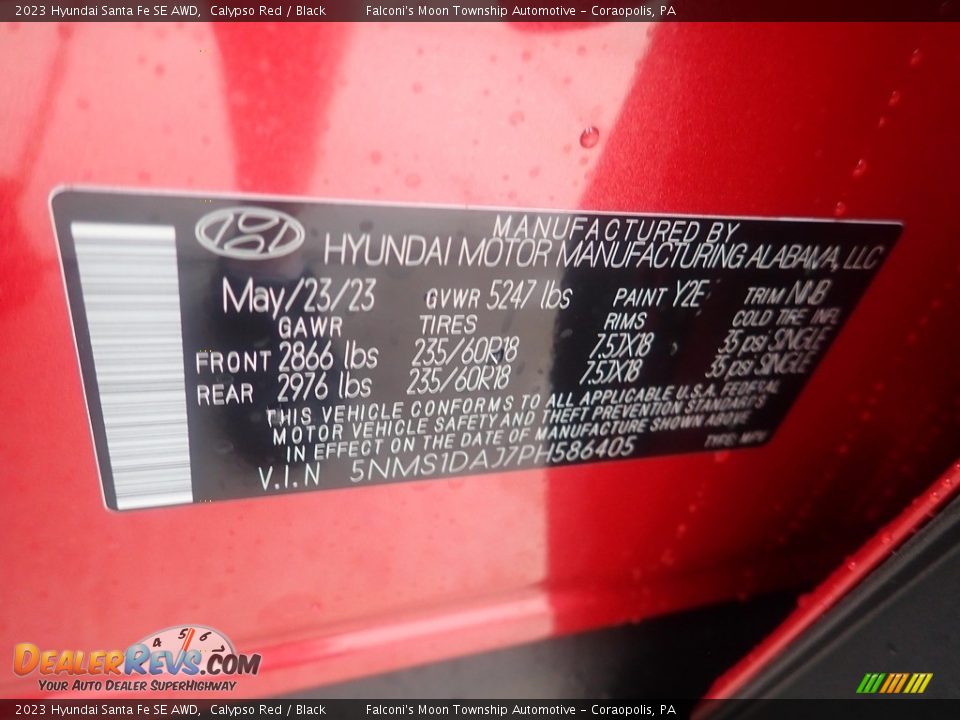 2023 Hyundai Santa Fe SE AWD, Calypso Red / Black Falconi's Moon Township Automotive - Coraopolis, PA
MANUFACTURED BY
HYUNDAI MOTOR MANUFACTURING ALABAMA, LLC
May/23/23 GVWR 5247 lbs PAINT Y2E TRIM NNB
GAWR TIRES RIMS COLD TIRE INFL
FRONT 2866 lbs 235/60R18 7.5JX18 35 psi SINGLE
REAR 2976 lbs 235/60R18 7.5JX18 35 psi SINGLE
THIS VEHICLE CONFORMS TO ALL APPLICABLE U.S.A. FEDERAL
MOTOR VEHICLE SAFETY AND THEFT PREVENTION STANDARDS
IN EFFECT ON THE DATE OF MANUFACTURE SHOWN ABOVE
V.I.N 5NMS1DAJ7PH586405 TYPE: MPV
4 5 6 7
DEALERREVS.COM
YOUR AUTO DEALER SUPERHIGHWAY
2023 Hyundai Santa Fe SE AWD, Calypso Red / Black Falconi's Moon Township Automotive - Coraopolis, PA